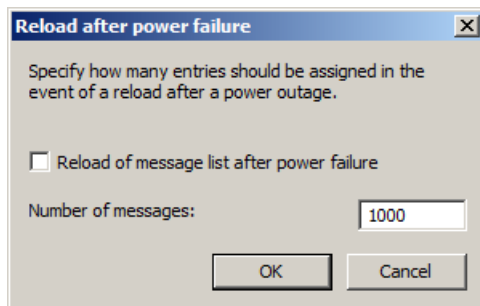 Reload after power failure
Specify how many entries should be assigned in the
event of a reload after a power outage.
Reload of message list after power failure
Number of messages: 1000
OK Cancel